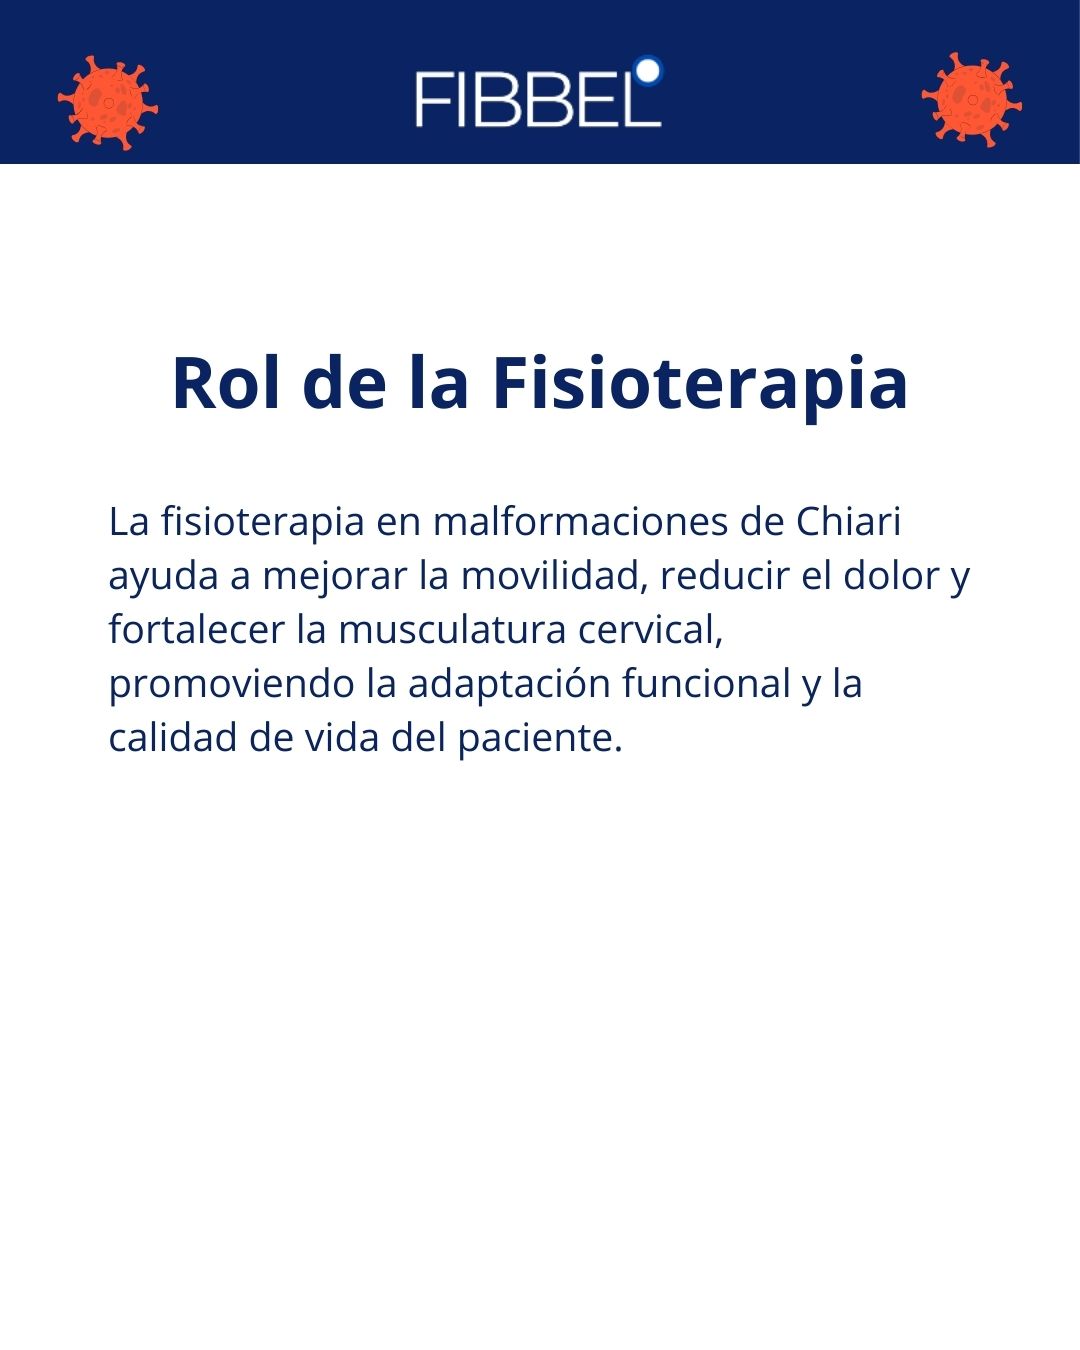 FIBBEL
Rol de la Fisioterapia
La fisioterapia en malformaciones de Chiari
ayuda a mejorar la movilidad, reducir el dolor y
fortalecer la musculatura cervical,
promoviendo la adaptación funcional y la
calidad de vida del paciente.